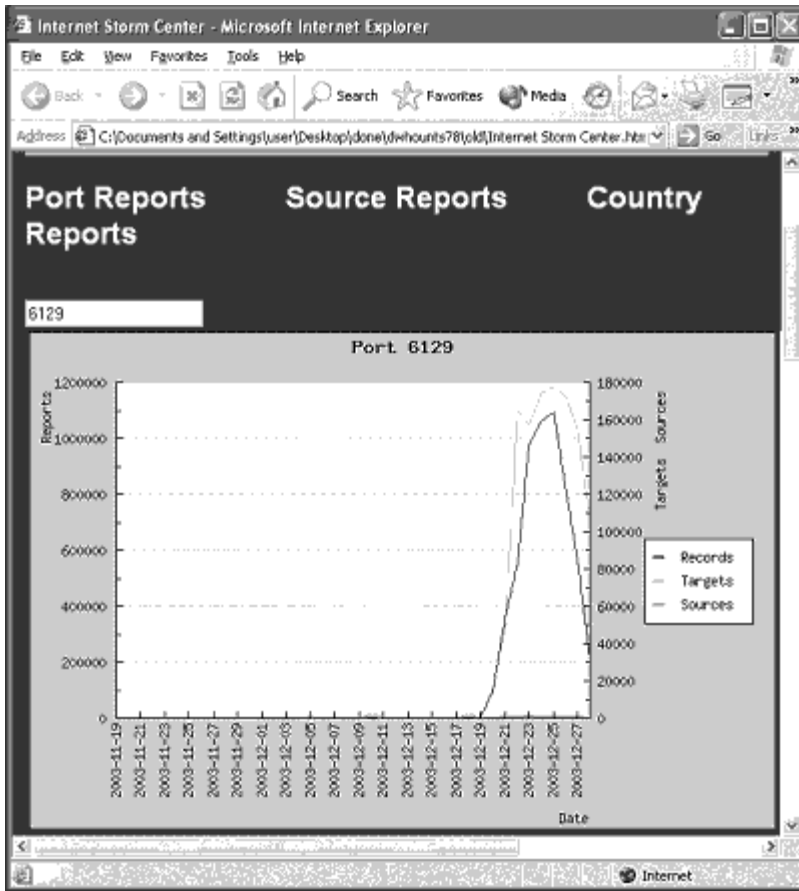 Internet Storm Center - Microsoft Internet Explorer
File Edit View Favorites Tools Help
Back Search Favorites Media
Address C:\Documents and Settings\user\Desktop\done\dwhounts78\old\Internet Storm Center.htm Go Links
Port Reports Source Reports Country
Reports
6129
Port 6129
Reports
1200000
1000000
800000
600000
400000
200000
0
180000
160000
140000
120000
100000
80000
60000
40000
20000
0
Targets Sources
Records
Targets
Sources
2003-11-19
2003-11-21
2003-11-23
2003-11-25
2003-11-27
2003-11-29
2003-12-01
2003-12-03
2003-12-05
2003-12-07
2003-12-09
2003-12-11
2003-12-13
2003-12-15
2003-12-17
2003-12-19
2003-12-21
2003-12-23
2003-12-25
2003-12-27
Date
Internet